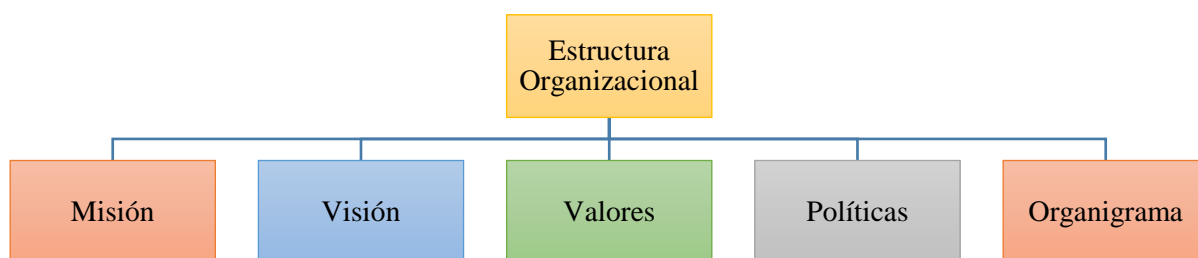 Estructura
Organizacional
Misión
Visión
Valores
Políticas
Organigrama